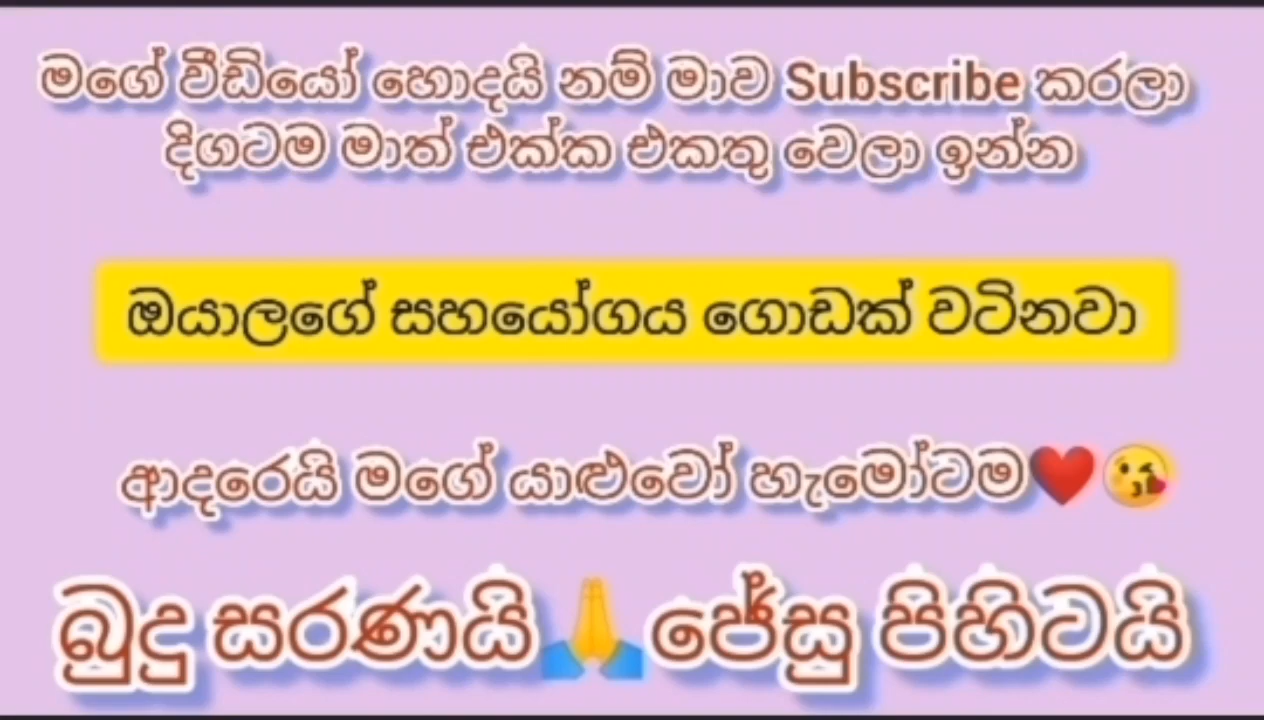 මගේ වීඩියෝ හොදයි නම් මාව Subscribe කරලා
දිගටම මාත් එක්ක එකතු වෙලා ඉන්න
ඔයාලගේ සහයෝගය ගොඩක් වටිනවා
ආදරෙයි මගේ යාළුවෝ හැමෝටම❤️😘
බුදු සරණයි🙏ජේසු පිහිටයි